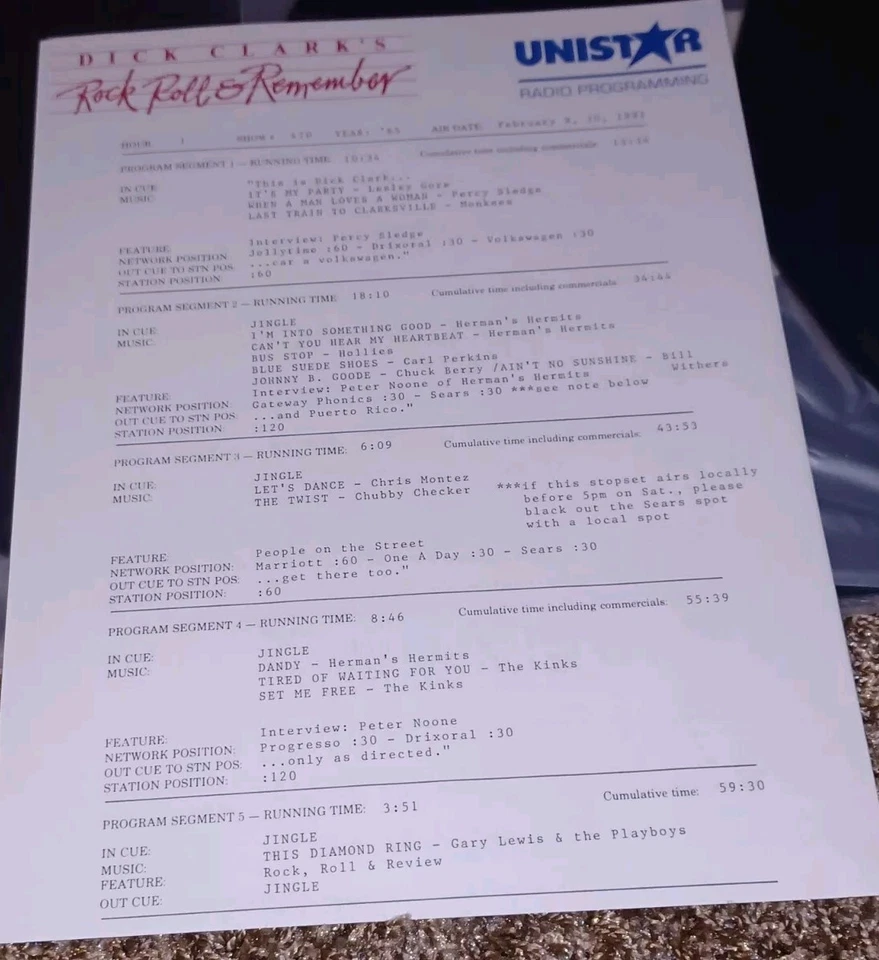 DICK CLARK'S
Rock Roll & Remember
UNISTAR
RADIO PROGRAMMING
HOUR: 1 SHOW# 470 YEAR: '65 AIR DATE: February 9, 10, 1991
PROGRAM SEGMENT 1 — RUNNING TIME: 10:34 Cumulative time including commercials:
IN CUE: "This is Dick Clark...
MUSIC: IT'S MY PARTY - Lesley Gore
WHEN A MAN LOVES A WOMAN - Percy Sledge
LAST TRAIN TO CLARKSVILLE - Monkees
FEATURE: Interview: Percy Sledge
NETWORK POSITION: Jollytime :60 - Drixoral :30 - Volkswagen :30
OUT CUE TO STN POS: ...car a volkswagen."
STATION POSITION: :60
PROGRAM SEGMENT 2 — RUNNING TIME 18:10 Cumulative time including commercials: 34:44
IN CUE: JINGLE
MUSIC: I'M INTO SOMETHING GOOD - Herman's Hermits
CAN'T YOU HEAR MY HEARTBEAT - Herman's Hermits
BUS STOP - Hollies
BLUE SUEDE SHOES - Carl Perkins
JOHNNY B. GOODE - Chuck Berry /AIN'T NO SUNSHINE - Bill Withers
FEATURE: Interview: Peter Noone of Herman's Hermits
NETWORK POSITION: Gateway Phonics :30 - Sears :30 ***see note below
OUT CUE TO STN POS: ...and Puerto Rico."
STATION POSITION: :120
PROGRAM SEGMENT 3 — RUNNING TIME: 6:09 Cumulative time including commercials: 43:53
IN CUE: JINGLE
MUSIC: LET'S DANCE - Chris Montez
THE TWIST - Chubby Checker
***if this stopset airs locally
before 5pm on Sat., please
black out the Sears spot
with a local spot
FEATURE: People on the Street
NETWORK POSITION: Marriott :60 - One A Day :30 - Sears :30
OUT CUE TO STN POS: ...get there too."
STATION POSITION: :60
PROGRAM SEGMENT 4 — RUNNING TIME: 8:46 Cumulative time including commercials: 55:39
IN CUE: JINGLE
MUSIC: DANDY - Herman's Hermits
TIRED OF WAITING FOR YOU - The Kinks
SET ME FREE - The Kinks
FEATURE: Interview: Peter Noone
NETWORK POSITION: Progresso :30 - Drixoral :30
OUT CUE TO STN POS: ...only as directed."
STATION POSITION: :120
PROGRAM SEGMENT 5 — RUNNING TIME: 3:51 Cumulative time: 59:30
IN CUE: JINGLE
MUSIC: THIS DIAMOND RING - Gary Lewis & the Playboys
FEATURE: Rock, Roll & Review
OUT CUE: JINGLE